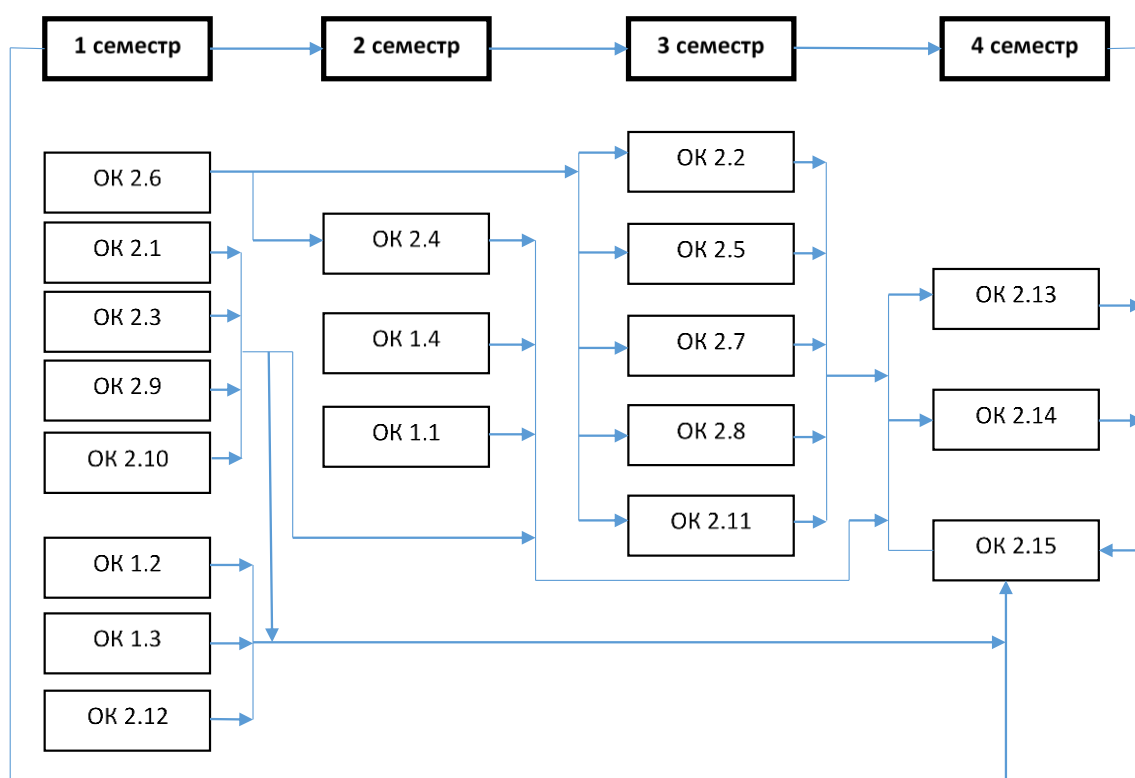 1 семестр
2 семестр
3 семестр
4 семестр
ОК 2.6
ОК 2.1
ОК 2.3
ОК 2.9
ОК 2.10
ОК 1.2
ОК 1.3
ОК 2.12
ОК 2.4
ОК 1.4
ОК 1.1
ОК 2.2
ОК 2.5
ОК 2.7
ОК 2.8
ОК 2.11
ОК 2.13
ОК 2.14
ОК 2.15